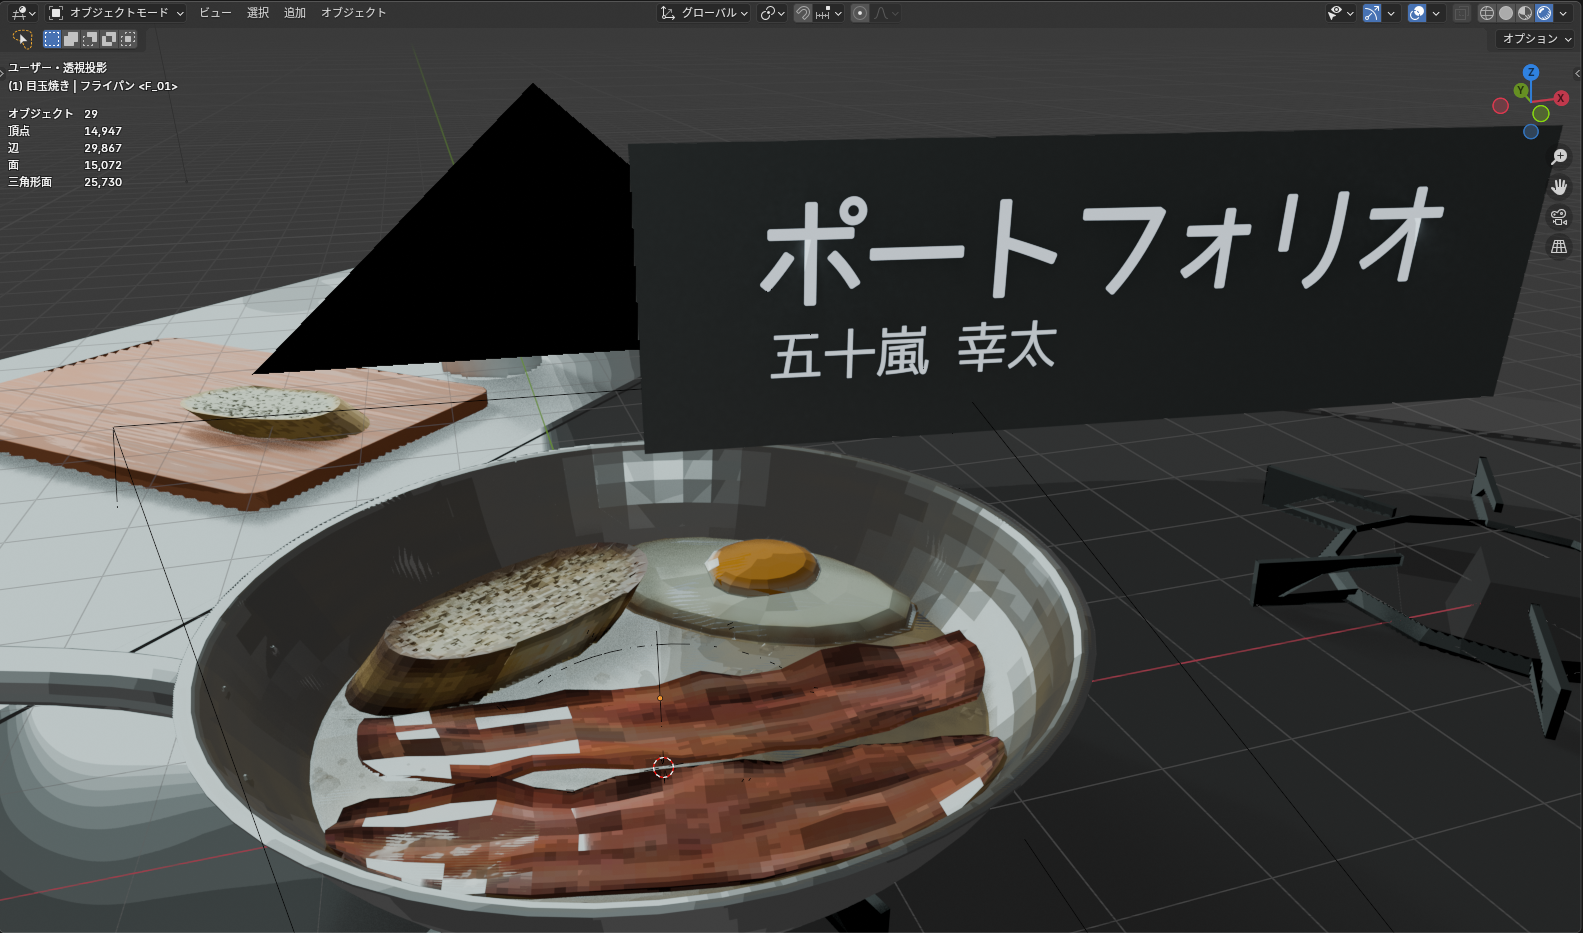 オブジェクトモード ビュー 選択 追加 オブジェクト グローバル
オプション
ユーザー・透視投影
(1) 目玉焼き | フライパン <F_01>
オブジェクト 29
頂点 14,947
辺 29,867
面 15,072
三角形面 25,730
Z
Y
X
ポートフォリオ
五十嵐 幸太